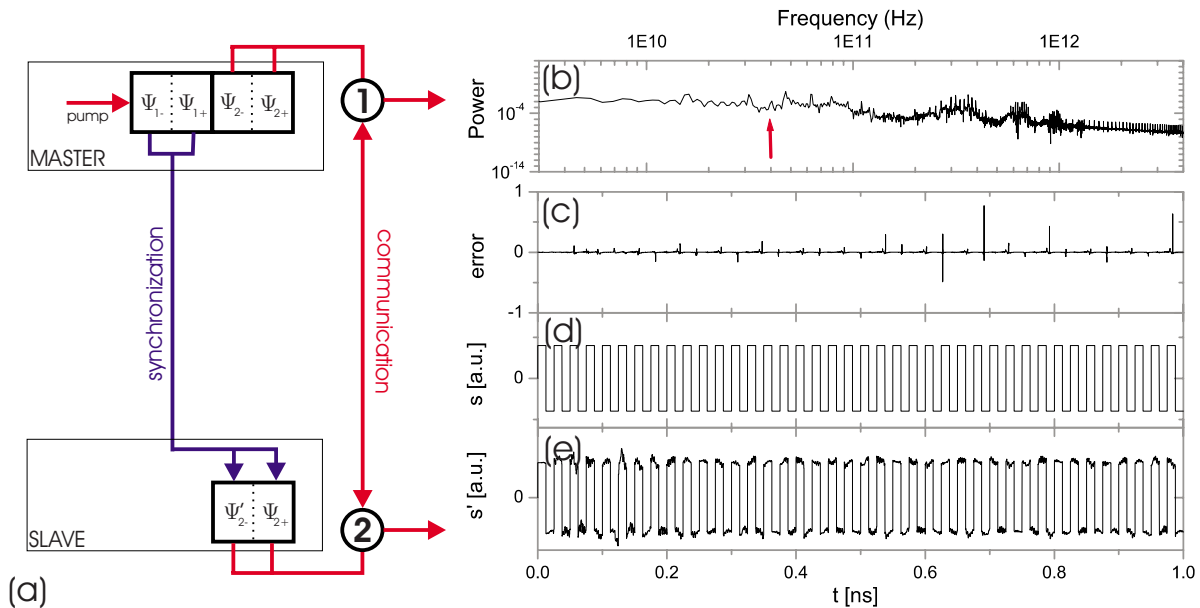 (a)
MASTER
pump
Ψ1-
Ψ1+
Ψ2-
Ψ2+
1
synchronization
communication
SLAVE
Ψ'2-
Ψ2+
2
Frequency (Hz)
1E10
1E11
1E12
(b)
Power
10-4
10-14
(c)
error
1
0
-1
(d)
s [a.u.]
0
(e)
s' [a.u.]
0
0.0
0.2
0.4
0.6
0.8
1.0
t [ns]